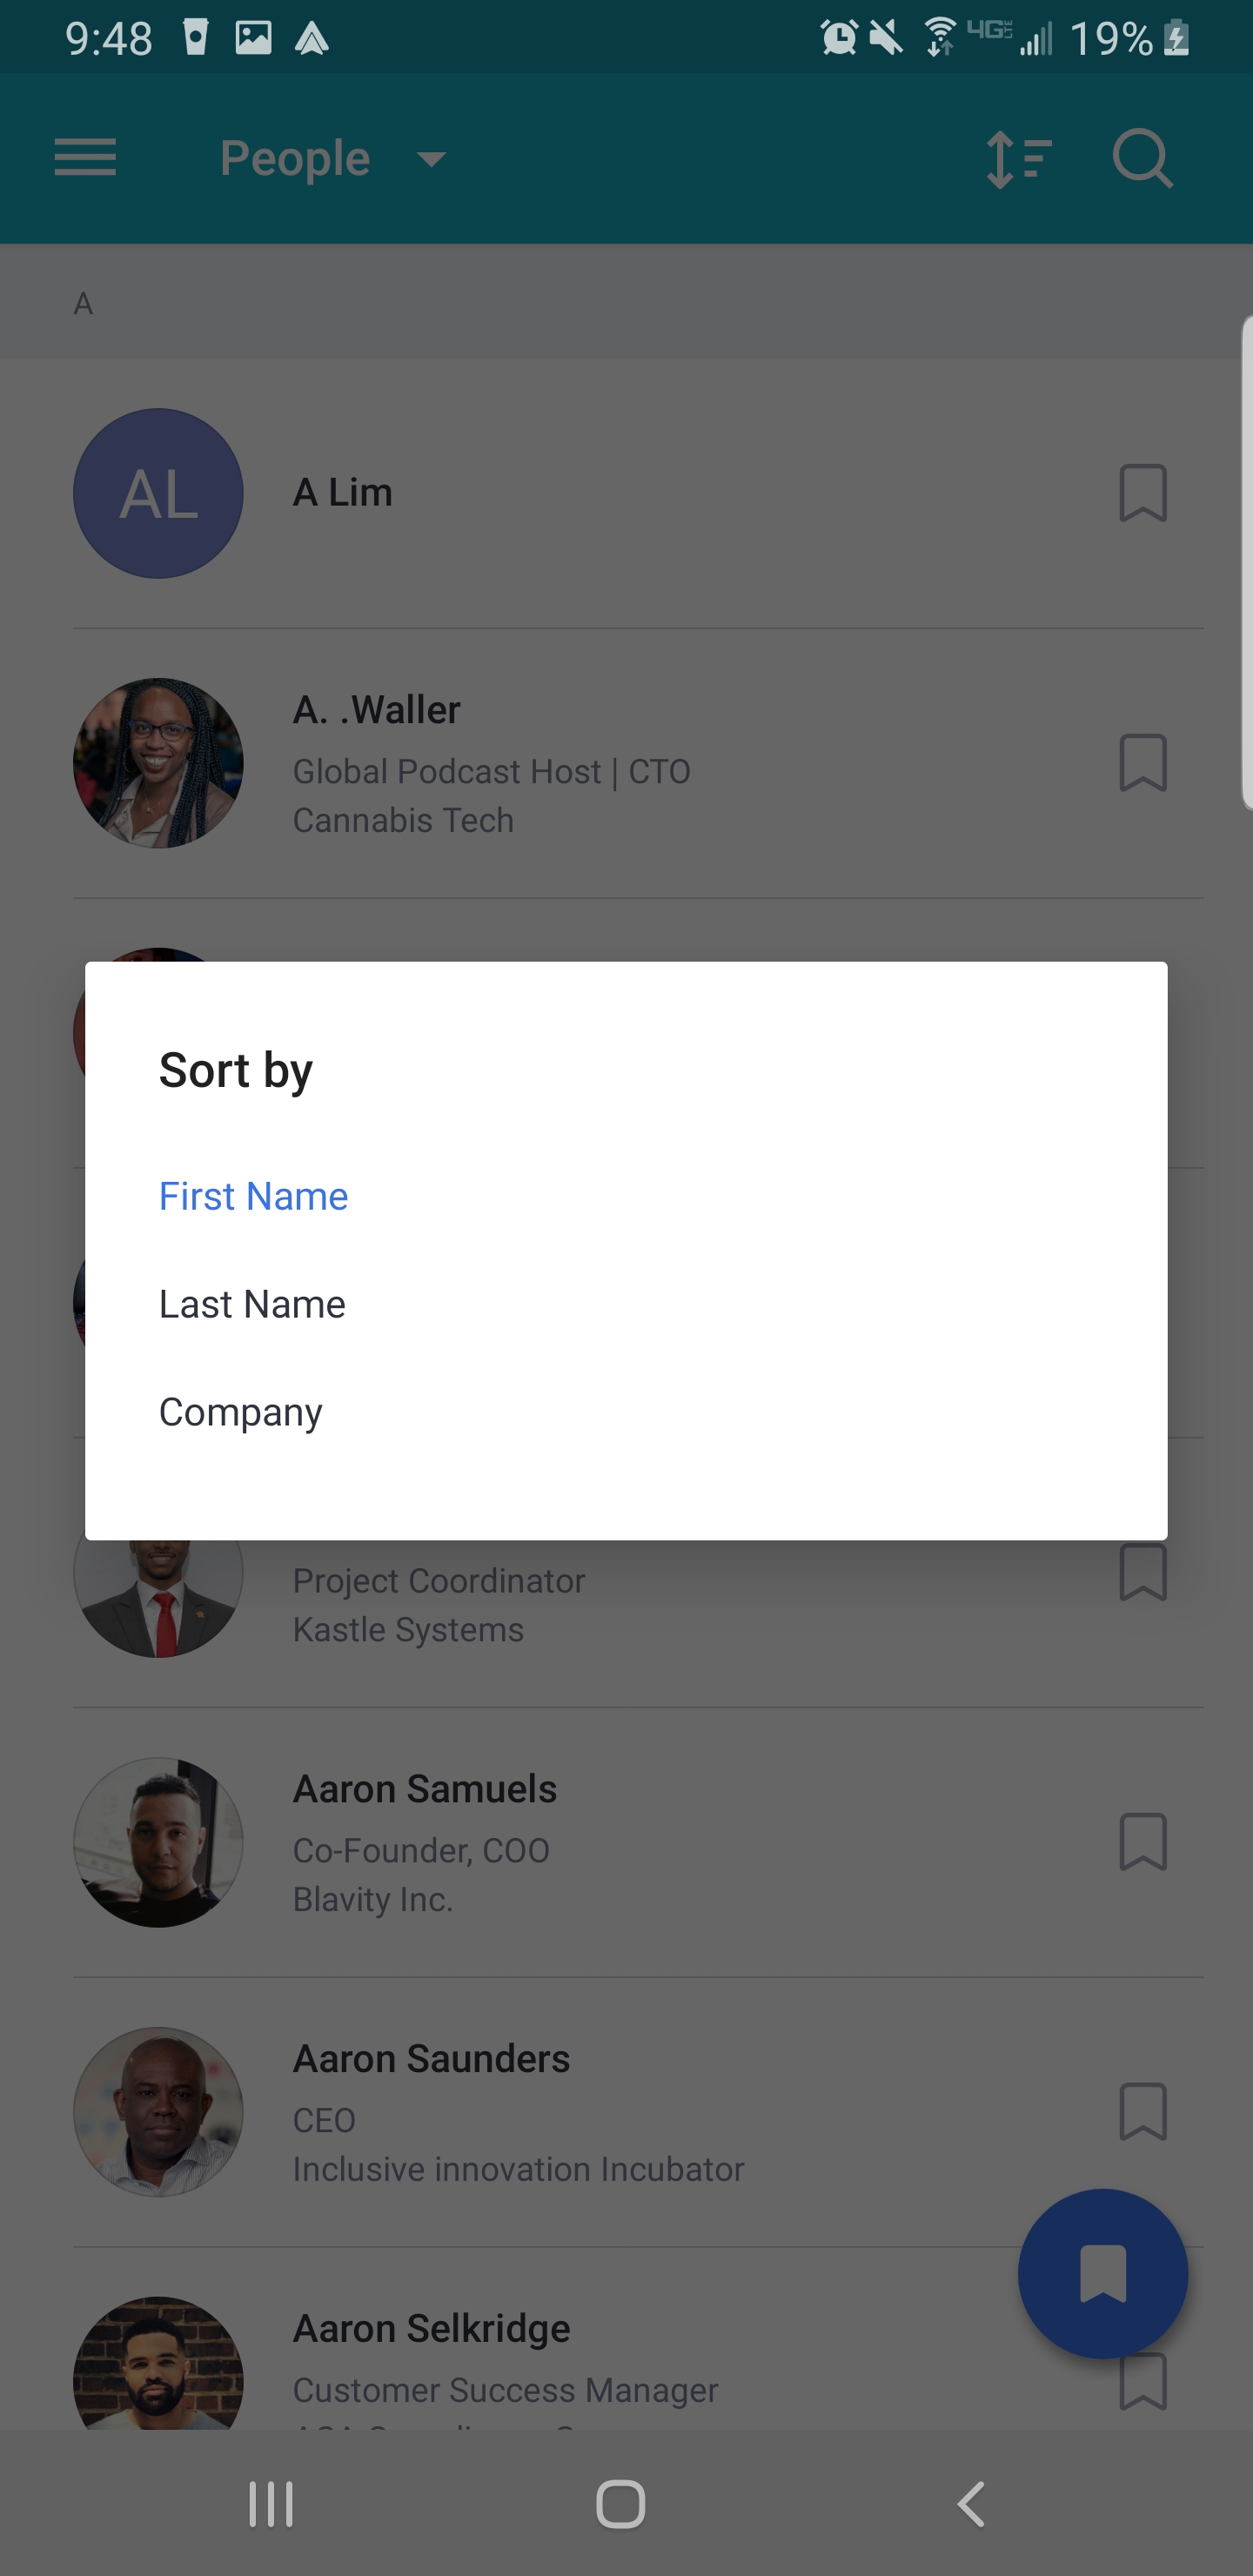 9:48
4G LTE
19%
People
A
AL
A Lim
A. .Waller
Global Podcast Host | CTO
Cannabis Tech
Sort by
First Name
Last Name
Company
Project Coordinator
Kastle Systems
Aaron Samuels
Co-Founder, COO
Blavity Inc.
Aaron Saunders
CEO
Inclusive innovation Incubator
Aaron Selkridge
Customer Success Manager